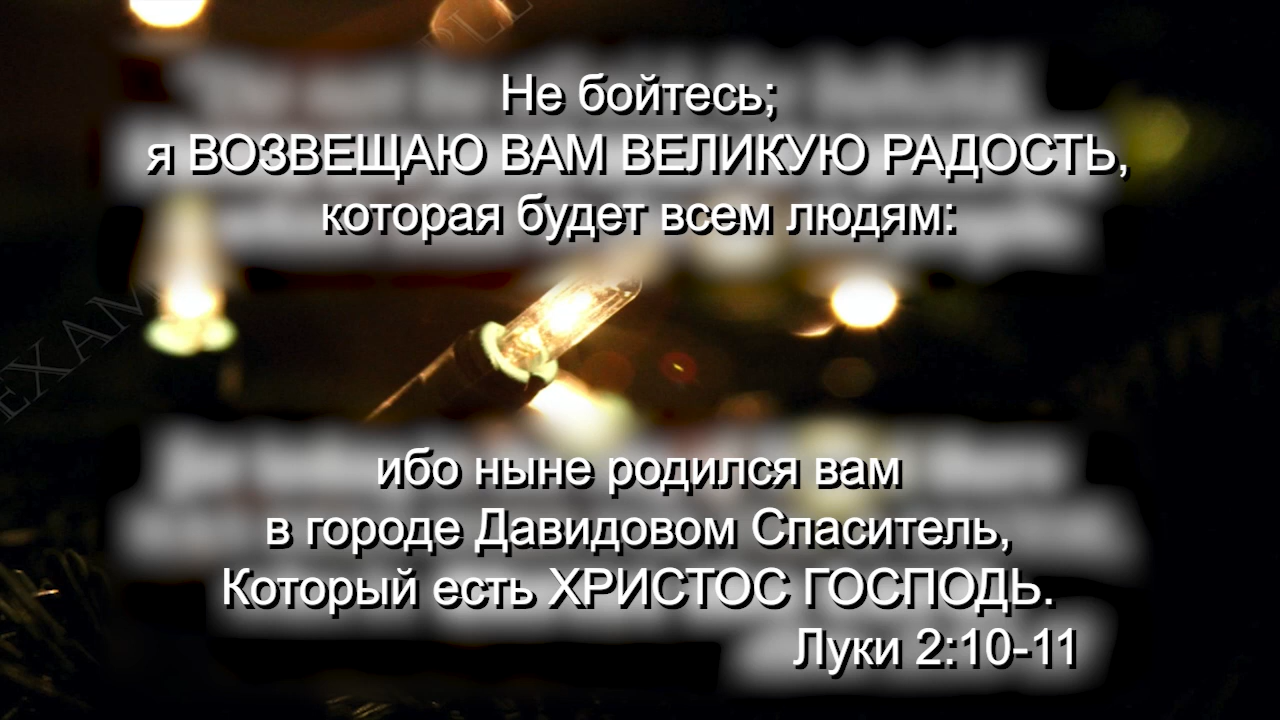 Не бойтесь;
я ВОЗВЕЩАЮ ВАМ ВЕЛИКУЮ РАДОСТЬ,
которая будет всем людям:
ибо ныне родился вам
в городе Давидовом Спаситель,
Который есть ХРИСТОС ГОСПОДЬ.
Луки 2:10-11